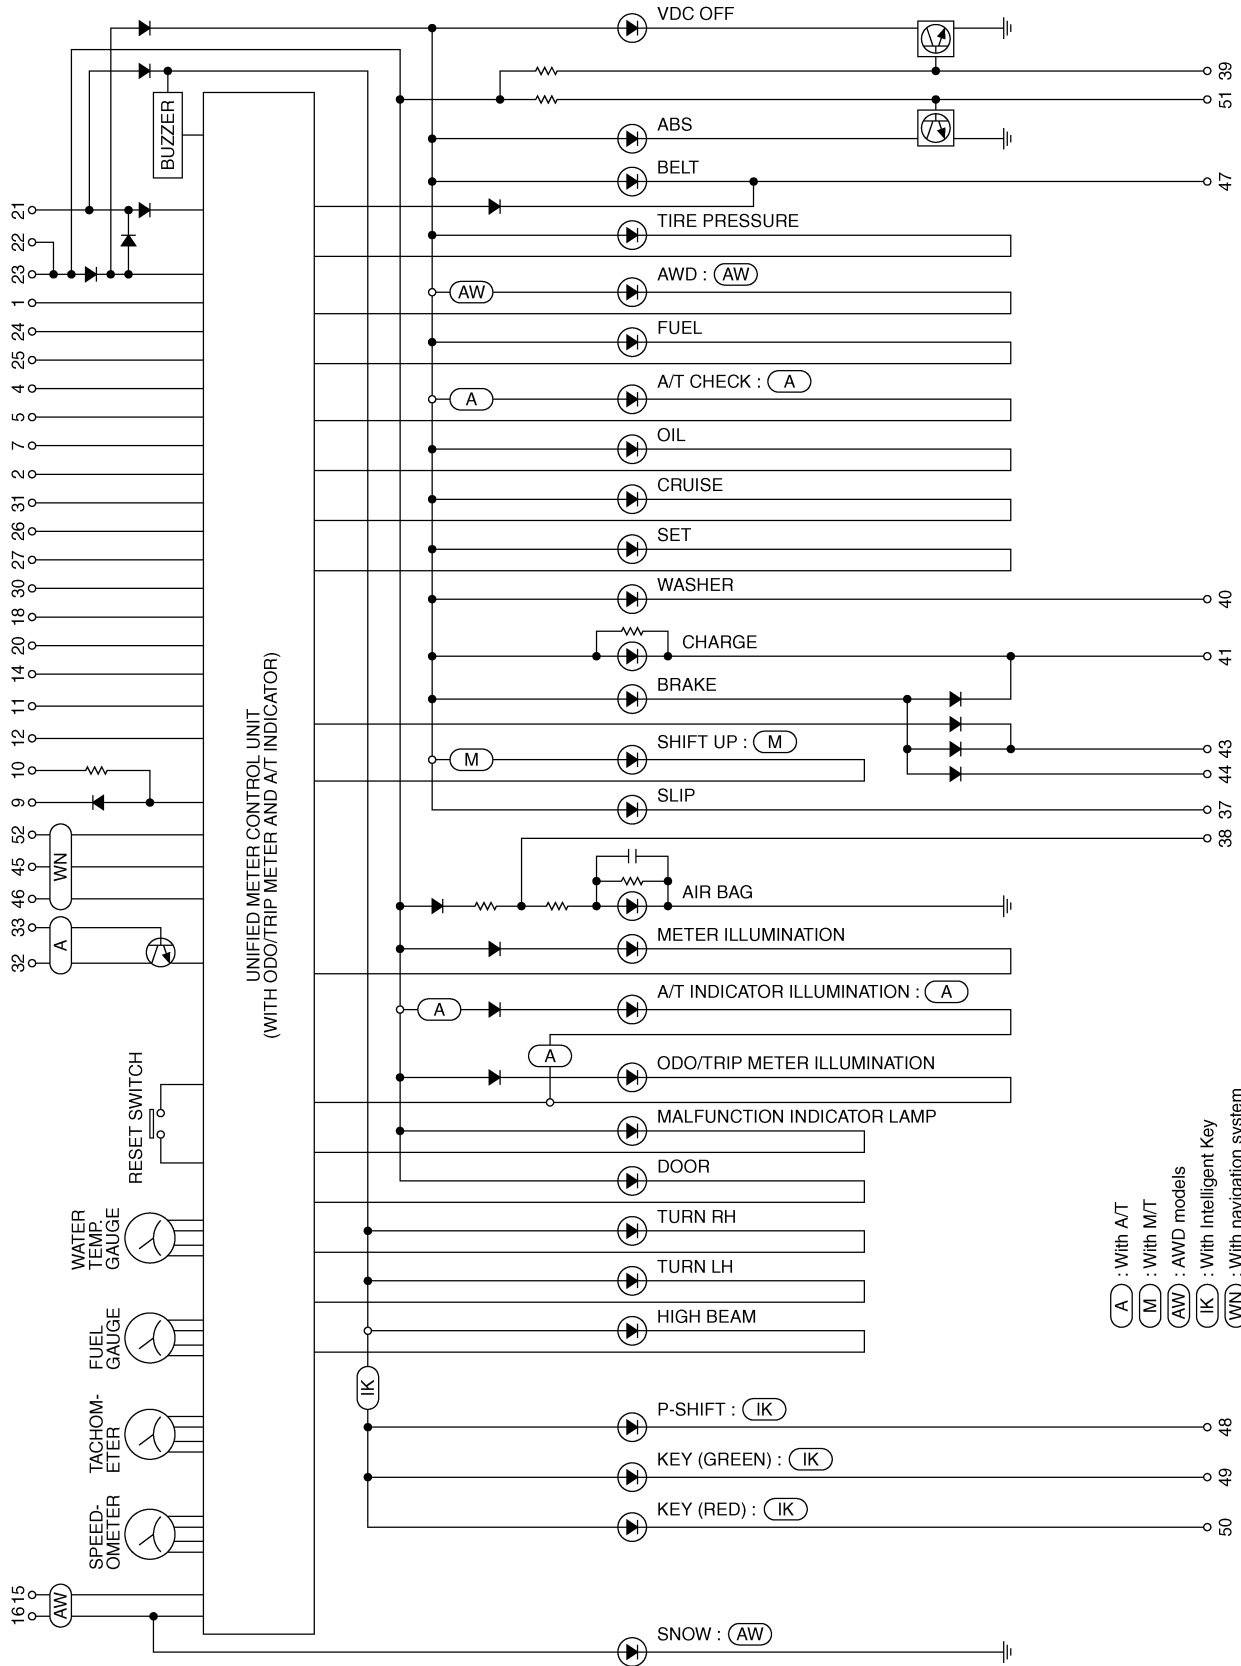 VDC OFF
39
51
BUZZER
ABS
BELT
47
21
22
23
TIRE PRESSURE
AWD : AW
AW
1
24
FUEL
25
4
A/T CHECK : A
A
5
7
OIL
2
31
CRUISE
26
27
SET
30
WASHER
40
18
20
CHARGE
41
14
BRAKE
11
12
SHIFT UP : M
M
43
44
10
9
SLIP
37
38
52
45
46
WN
AIR BAG
33
32
A
METER ILLUMINATION
UNIFIED METER CONTROL UNIT
(WITH ODO/TRIP METER AND A/T INDICATOR)
A/T INDICATOR ILLUMINATION : A
A
A
ODO/TRIP METER ILLUMINATION
RESET SWITCH
MALFUNCTION INDICATOR LAMP
DOOR
WATER
TEMP.
GAUGE
TURN RH
TURN LH
FUEL
GAUGE
HIGH BEAM
IK
TACHOM-
ETER
P-SHIFT : IK
48
KEY (GREEN) : IK
49
KEY (RED) : IK
50
SPEED-
OMETER
15
16
AW
SNOW : AW
A : With A/T
M : With M/T
AW : AWD models
IK : With Intelligent Key
WN : With navigation system